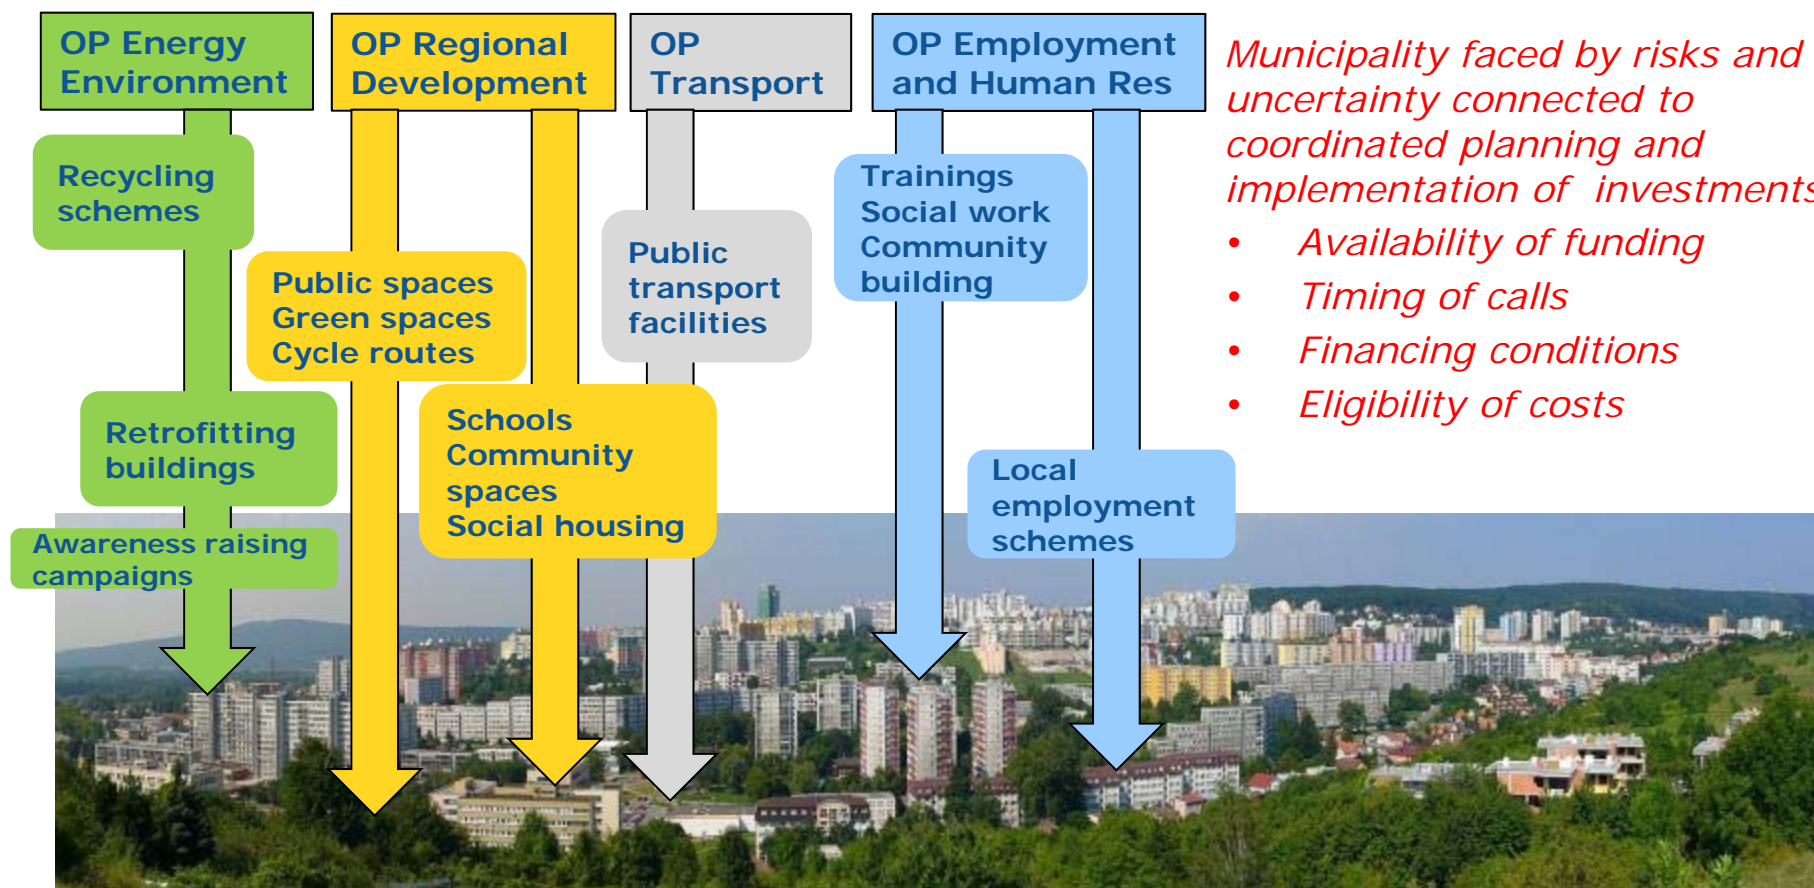 OP Energy
Environment
OP Regional
Development
OP
Transport
OP Employment
and Human Res
Municipality faced by risks and
uncertainty connected to
coordinated planning and
implementation of investments
• Availability of funding
• Timing of calls
• Financing conditions
• Eligibility of costs
Recycling
schemes
Public spaces
Green spaces
Cycle routes
Public
transport
facilities
Trainings
Social work
Community
building
Retrofitting
buildings
Schools
Community
spaces
Social housing
Local
employment
schemes
Awareness raising
campaigns